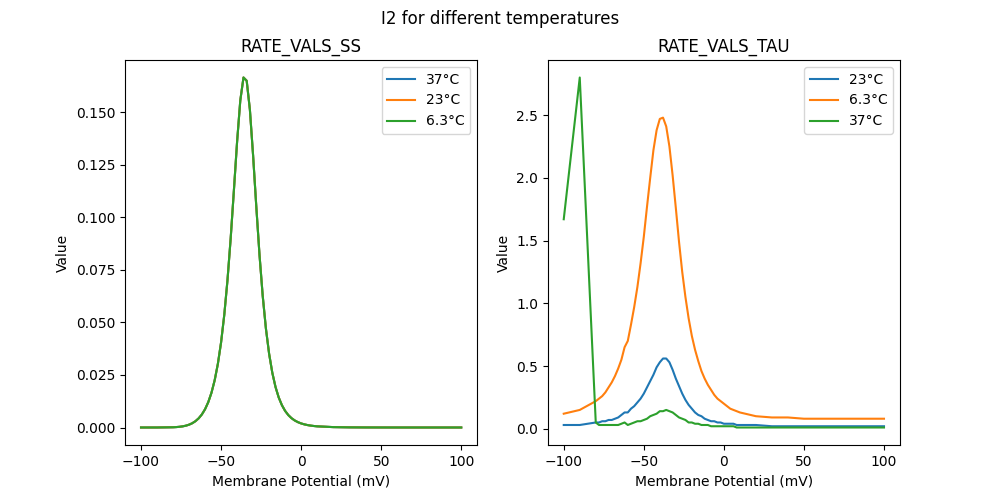 I2 for different temperatures
RATE_VALS_SS
RATE_VALS_TAU
Value
0.150
0.125
0.100
0.075
0.050
0.025
0.000
37°C
23°C
6.3°C
−100
−50
0
50
100
Membrane Potential (mV)
Value
2.5
2.0
1.5
1.0
0.5
0.0
23°C
6.3°C
37°C
−100
−50
0
50
100
Membrane Potential (mV)